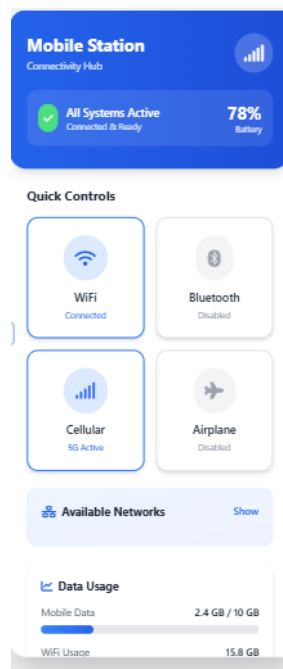 Mobile Station
Connectivity Hub
All Systems Active
Connected & Ready
78%
Battery
Quick Controls
WiFi
Connected
Bluetooth
Disabled
Cellular
5G Active
Airplane
Disabled
Available Networks
Show
Data Usage
Mobile Data
2.4 GB / 10 GB
WiFi Usage
15.8 GB